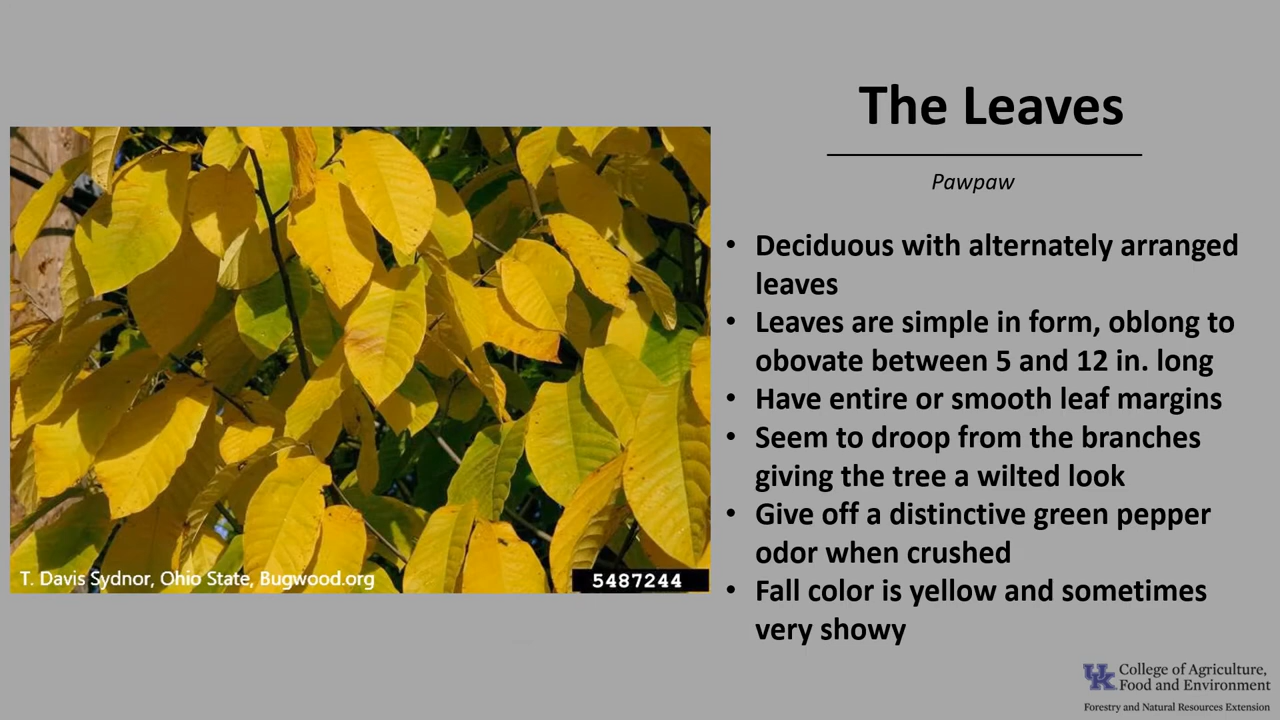 The Leaves
Pawpaw
• Deciduous with alternately arranged
leaves
• Leaves are simple in form, oblong to
obovate between 5 and 12 in. long
• Have entire or smooth leaf margins
• Seem to droop from the branches
giving the tree a wilted look
• Give off a distinctive green pepper
odor when crushed
• Fall color is yellow and sometimes
very showy
T. Davis Sydnor, Ohio State, Bugwood.org
5487244
UK College of Agriculture,
Food and Environment
Forestry and Natural Resources Extension